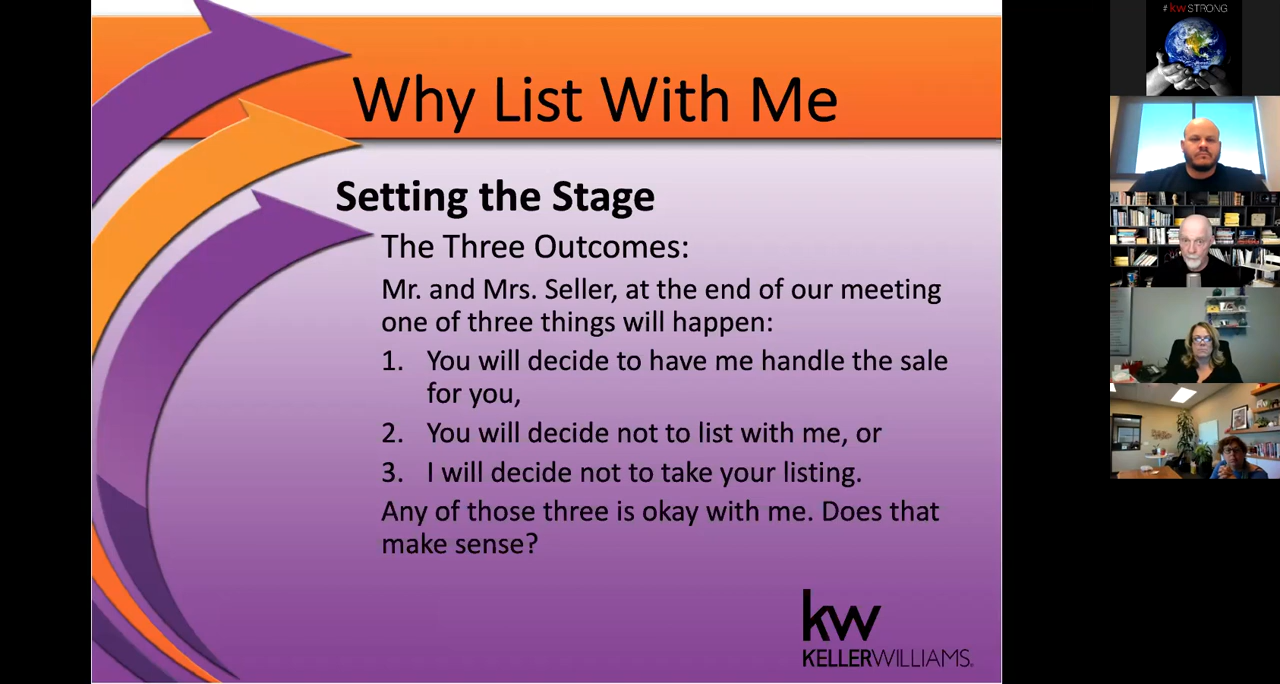 Why List With Me
Setting the Stage
The Three Outcomes:
Mr. and Mrs. Seller, at the end of our meeting
one of three things will happen:
1. You will decide to have me handle the sale
for you,
2. You will decide not to list with me, or
3. I will decide not to take your listing.
Any of those three is okay with me. Does that
make sense?
kw
KELLERWILLIAMS.
#kwSTRONG